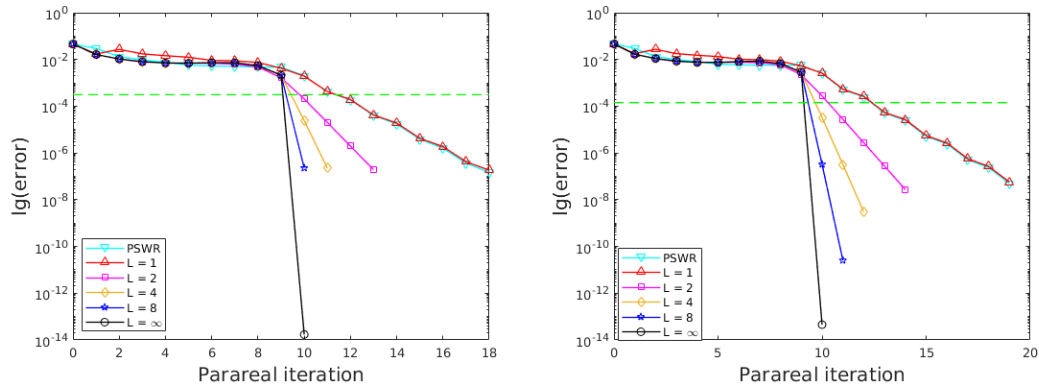 10^0
10^-2
10^-4
10^-6
10^-8
10^-10
10^-12
10^-14
lg(error)
0 2 4 6 8 10 12 14 16 18
Parareal iteration
PSWR
L = 1
L = 2
L = 4
L = 8
L = ∞
10^0
10^-2
10^-4
10^-6
10^-8
10^-10
10^-12
10^-14
lg(error)
0 5 10 15 20
Parareal iteration
PSWR
L = 1
L = 2
L = 4
L = 8
L = ∞